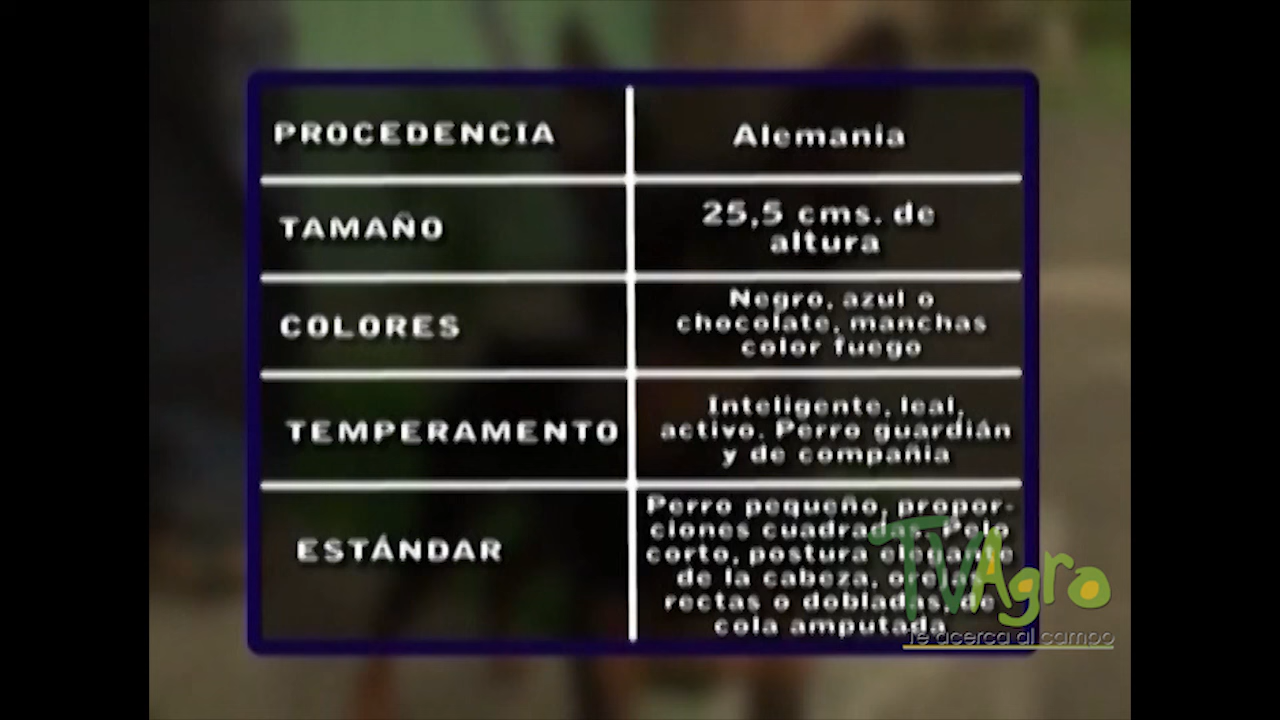 PROCEDENCIA
Alemania
TAMAÑO
25,5 cms. de
altura
COLORES
Negro, azul o
chocolate, manchas
color fuego
TEMPERAMENTO
Inteligente, leal,
activo. Perro guardián
y de compañia
ESTÁNDAR
Perro pequeño, propor-
ciones cuadradas. Pelo
corto, postura elegante
de la cabeza, orejas
rectas o dobladas, de
cola amputada
TVAgro
Te acerca al campo